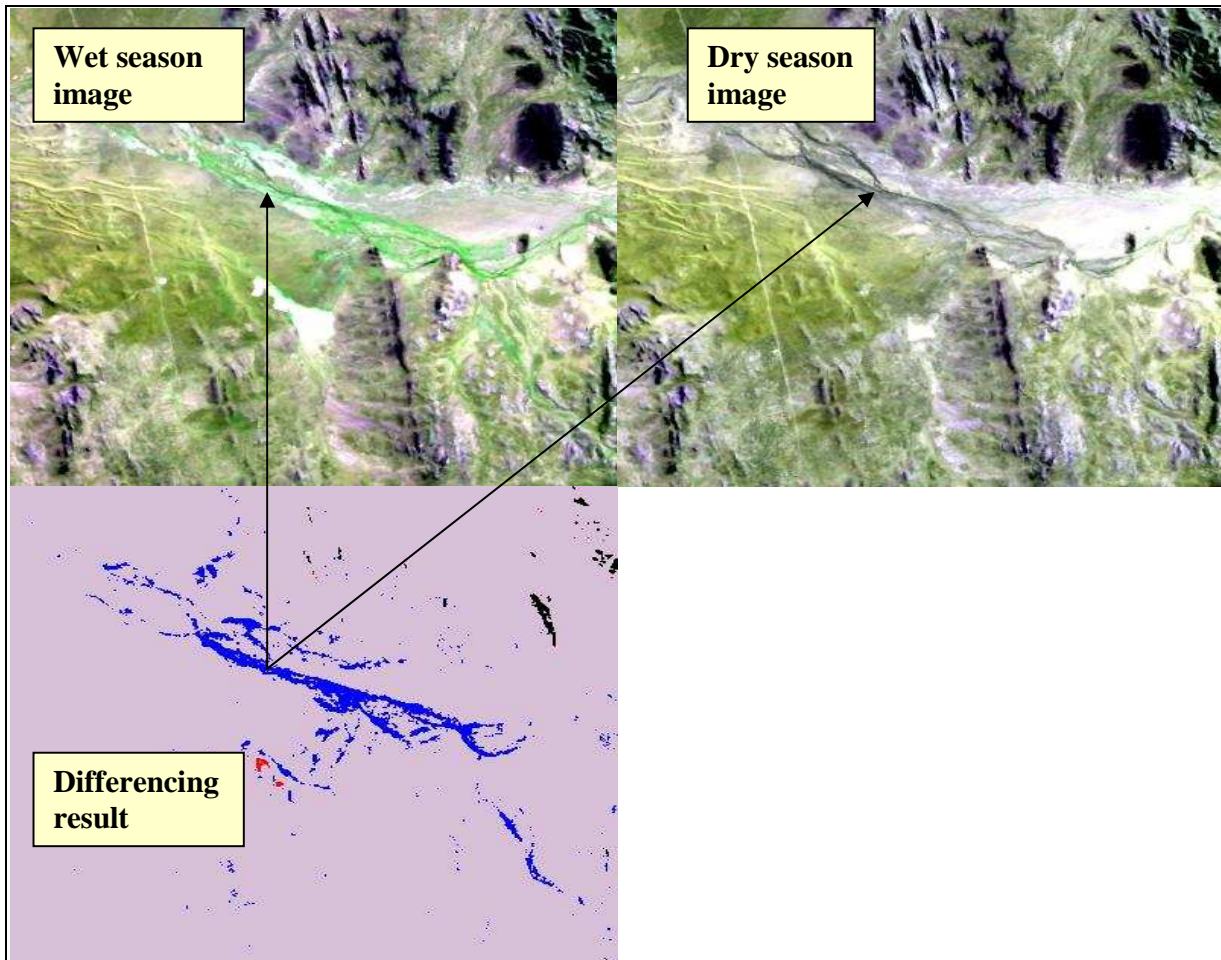 Wet season
image
Dry season
image
Differencing
result